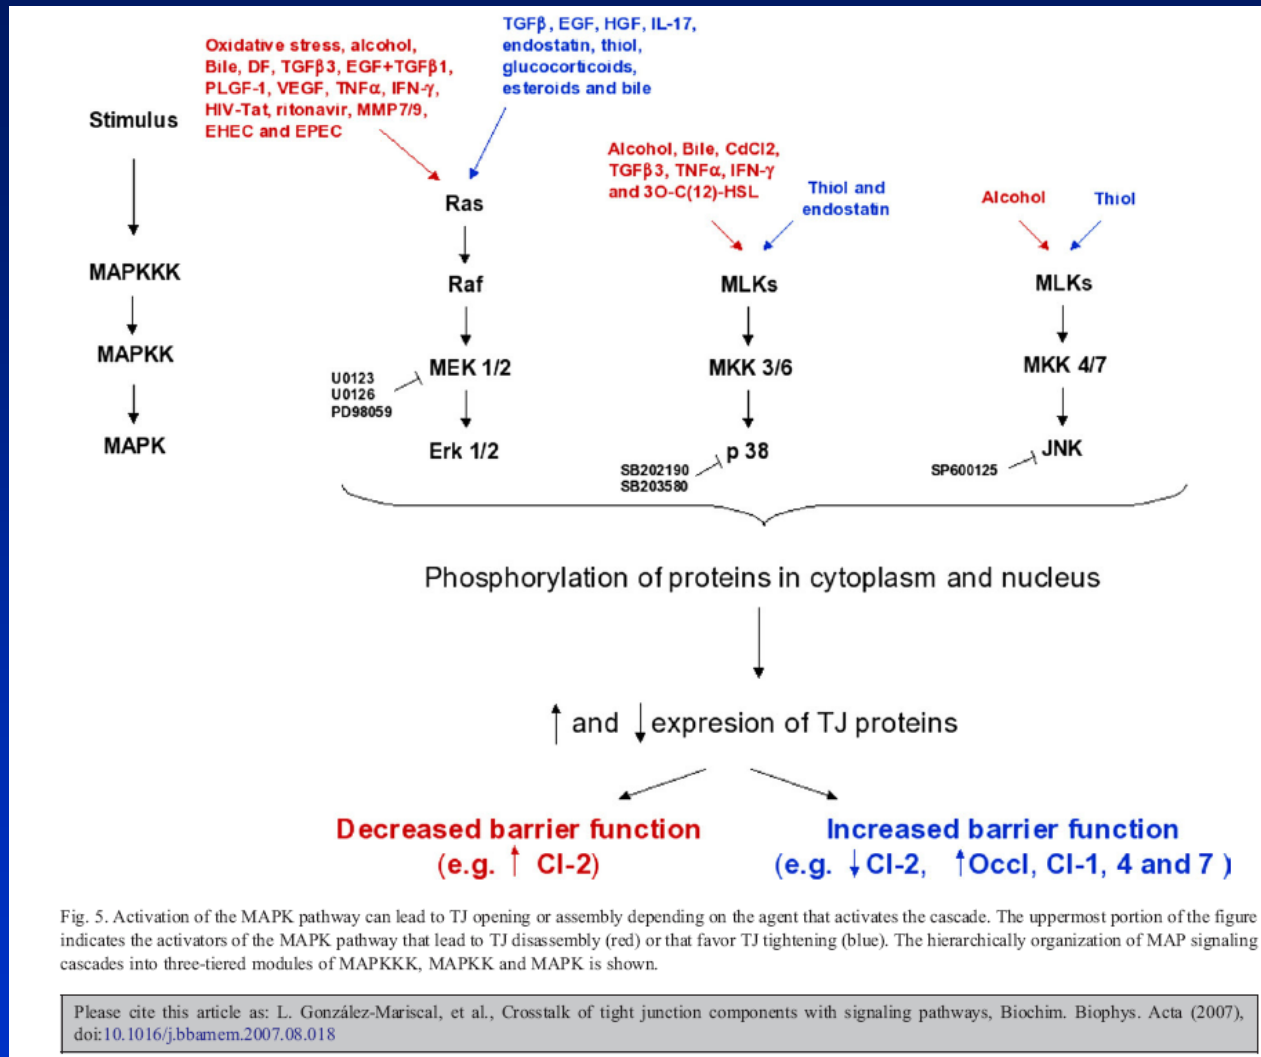 Stimulus
MAPKKK
MAPKK
MAPK
Oxidative stress, alcohol,
Bile, DF, TGFβ3, EGF+TGFβ1,
PLGF-1, VEGF, TNFα, IFN-γ,
HIV-Tat, ritonavir, MMP7/9,
EHEC and EPEC
TGFβ, EGF, HGF, IL-17,
endostatin, thiol,
glucocorticoids,
esteroids and bile
Ras
Raf
MEK 1/2
U0123
U0126
PD98059
Erk 1/2
Alcohol, Bile, CdCl2,
TGFβ3, TNFα, IFN-γ
and 3O-C(12)-HSL
Thiol and
endostatin
MLKs
MKK 3/6
p 38
SB202190
SB203580
Alcohol
Thiol
MLKs
MKK 4/7
JNK
SP600125
Phosphorylation of proteins in cytoplasm and nucleus
↑ and ↓ expresion of TJ proteins
Decreased barrier function
(e.g. ↑ Cl-2)
Increased barrier function
(e.g. ↓Cl-2, ↑Occl, Cl-1, 4 and 7 )
Fig. 5. Activation of the MAPK pathway can lead to TJ opening or assembly depending on the agent that activates the cascade. The uppermost portion of the figure
indicates the activators of the MAPK pathway that lead to TJ disassembly (red) or that favor TJ tightening (blue). The hierarchically organization of MAP signaling
cascades into three-tiered modules of MAPKKK, MAPKK and MAPK is shown.
Please cite this article as: L. González-Mariscal, et al., Crosstalk of tight junction components with signaling pathways, Biochim. Biophys. Acta (2007),
doi:10.1016/j.bbamem.2007.08.018